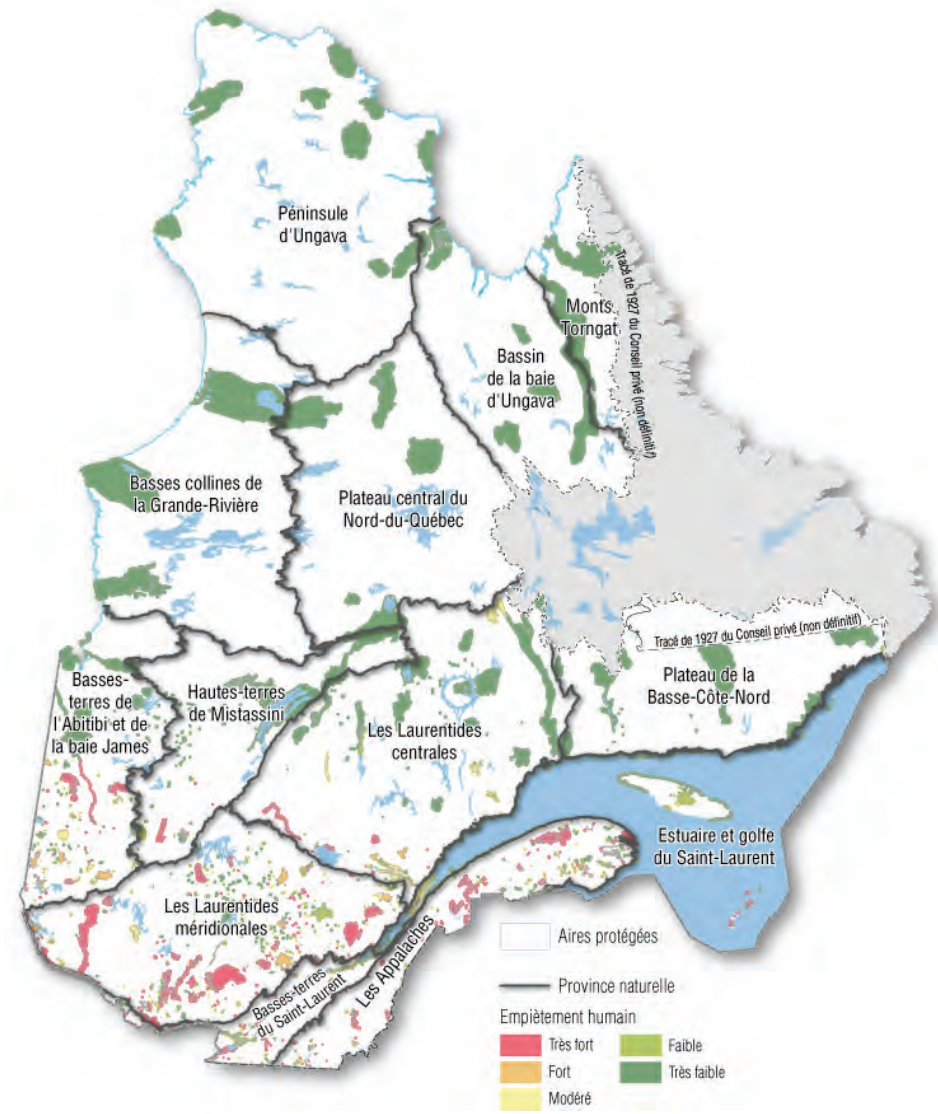 Péninsule
d'Ungava
Monts
Torngat
Tracé de 1927 du Conseil privé (non définitif)
Bassin
de la baie
d'Ungava
Basses collines de
la Grande-Rivière
Plateau central du
Nord-du-Québec
Tracé de 1927 du Conseil privé (non définitif)
Basses-
terres de
l'Abitibi et de
la baie James
Hautes-terres
de Mistassini
Les Laurentides
centrales
Plateau de la
Basse-Côte-Nord
Estuaire et golfe
du Saint-Laurent
Les Laurentides
méridionales
Basses-terres
du Saint-Laurent
Les Appalaches
Aires protégées
Province naturelle
Empiètement humain
Très fort
Faible
Fort
Très faible
Modéré